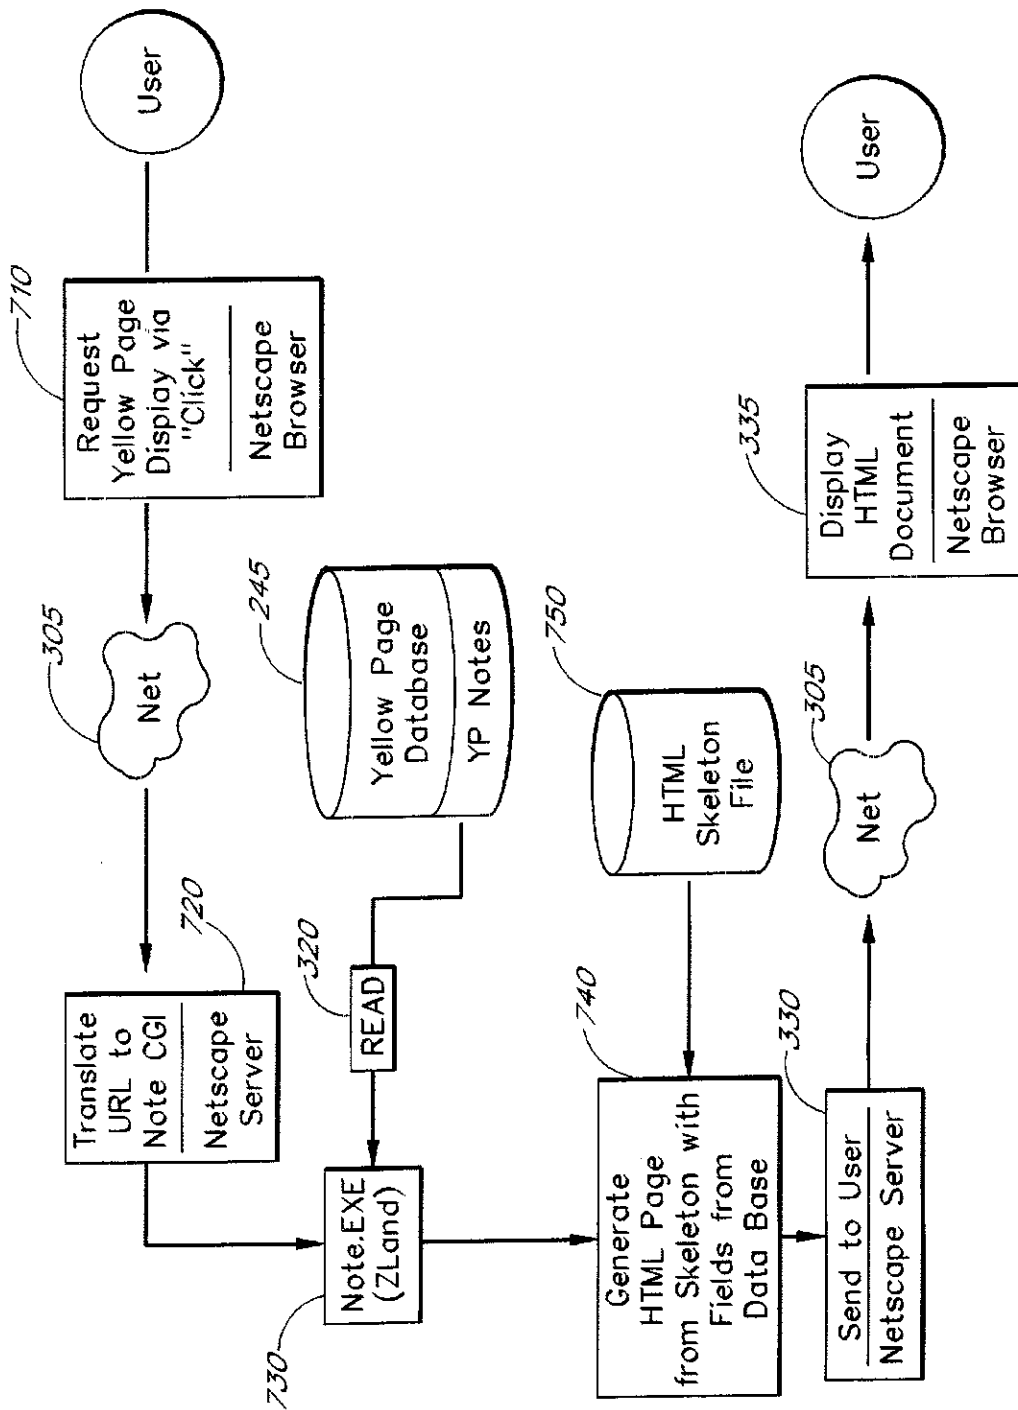 User
710
Request
Yellow Page
Display via
"Click"
Netscape
Browser
305
Net
720
Translate
URL to
Note CGI
Netscape
Server
245
Yellow Page
Database
YP Notes
320
READ
730
Note.EXE
(ZLand)
750
HTML
Skeleton
File
740
Generate
HTML Page
from Skeleton with
Fields from
Data Base
330
Send to User
Netscape Server
305
Net
335
Display
HTML
Document
Netscape
Browser
User